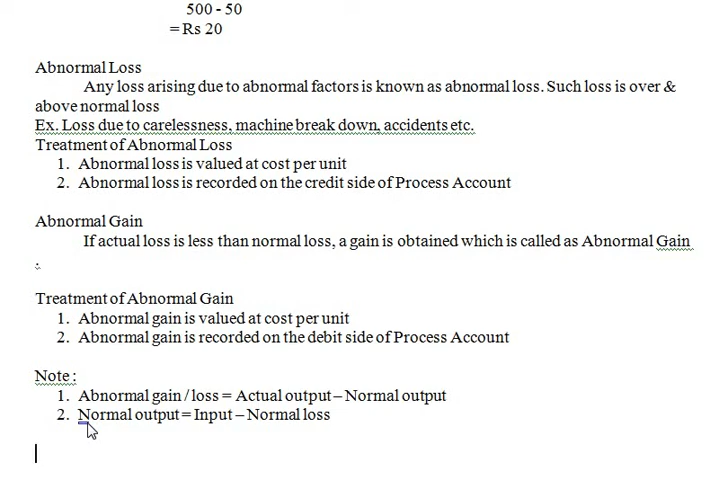 500 - 50
= Rs 20
Abnormal Loss
Any loss arising due to abnormal factors is known as abnormal loss. Such loss is over &
above normal loss
Ex. Loss due to carelessness, machine break down, accidents etc.
Treatment of Abnormal Loss
1. Abnormal loss is valued at cost per unit
2. Abnormal loss is recorded on the credit side of Process Account
Abnormal Gain
If actual loss is less than normal loss, a gain is obtained which is called as Abnormal Gain
.
Treatment of Abnormal Gain
1. Abnormal gain is valued at cost per unit
2. Abnormal gain is recorded on the debit side of Process Account
Note :
1. Abnormal gain / loss = Actual output – Normal output
2. Normal output = Input – Normal loss